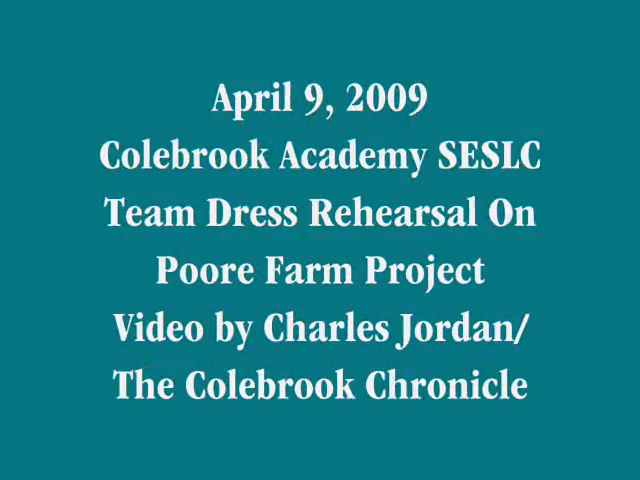 April 9, 2009
Colebrook Academy SESLC
Team Dress Rehearsal On
Poore Farm Project
Video by Charles Jordan/
The Colebrook Chronicle